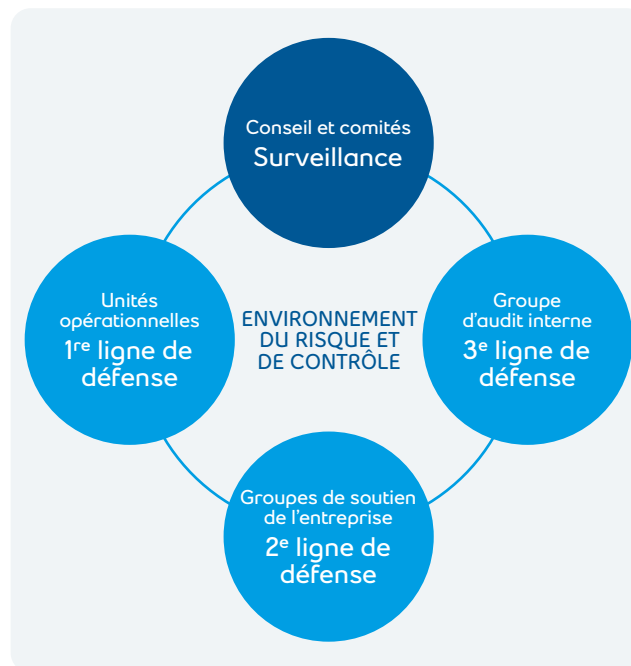 Conseil et comités
Surveillance
Unités
opérationnelles
1re ligne de
défense
ENVIRONNEMENT
DU RISQUE ET
DE CONTRÔLE
Groupe
d'audit interne
3e ligne de
défense
Groupes de soutien
de l'entreprise
2e ligne de
défense